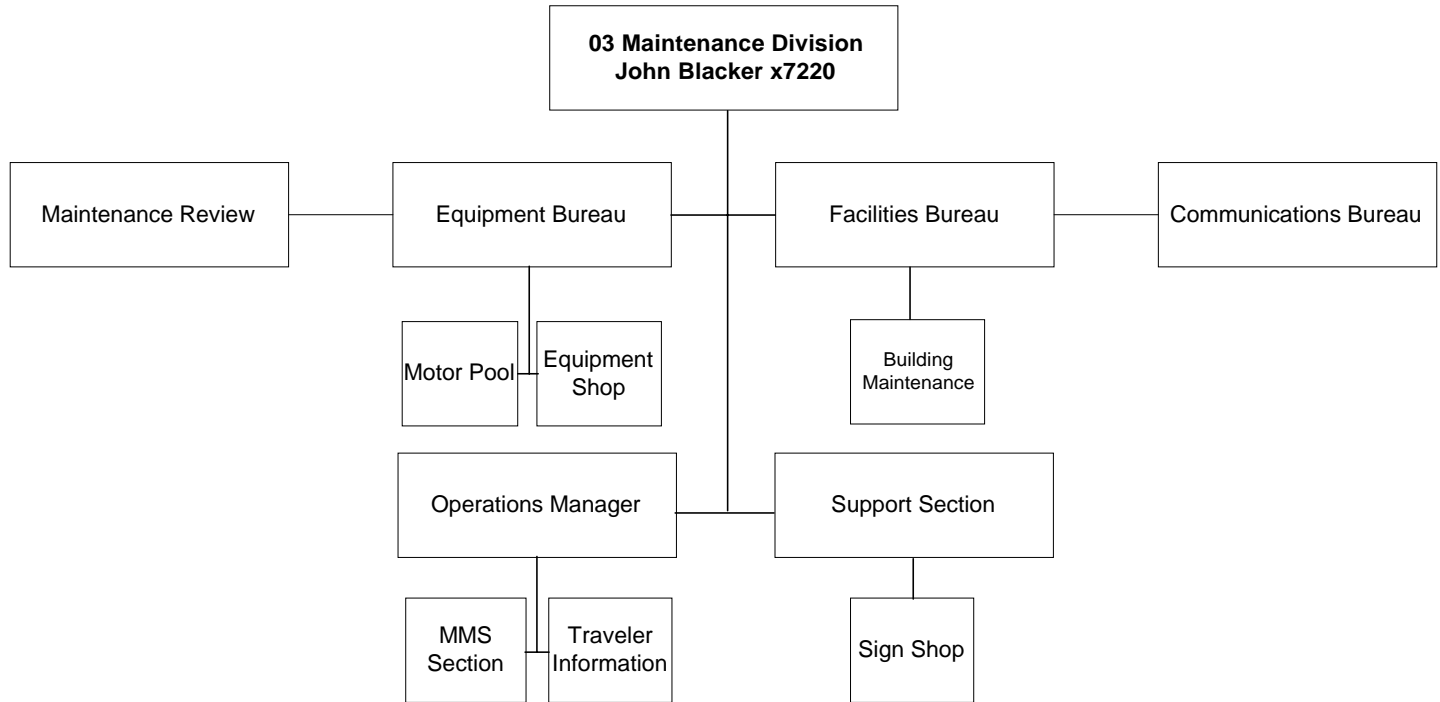 03 Maintenance Division
John Blacker x7220
Maintenance Review
Equipment Bureau
Facilities Bureau
Communications Bureau
Motor Pool
Equipment
Shop
Building
Maintenance
Operations Manager
Support Section
MMS
Section
Traveler
Information
Sign Shop